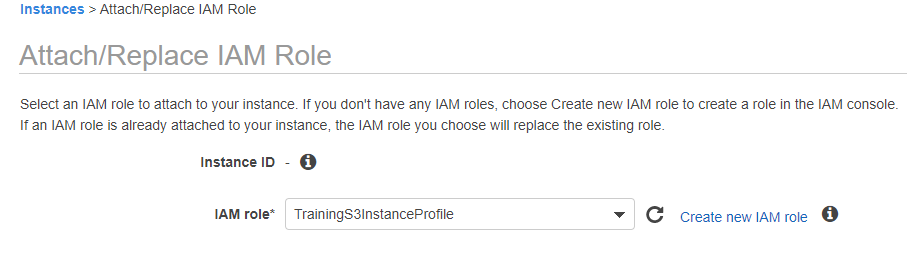 Instances > Attach/Replace IAM Role
Attach/Replace IAM Role
Select an IAM role to attach to your instance. If you don't have any IAM roles, choose Create new IAM role to create a role in the IAM console.
If an IAM role is already attached to your instance, the IAM role you choose will replace the existing role.
Instance ID -
IAM role* TrainingS3InstanceProfile Create new IAM role